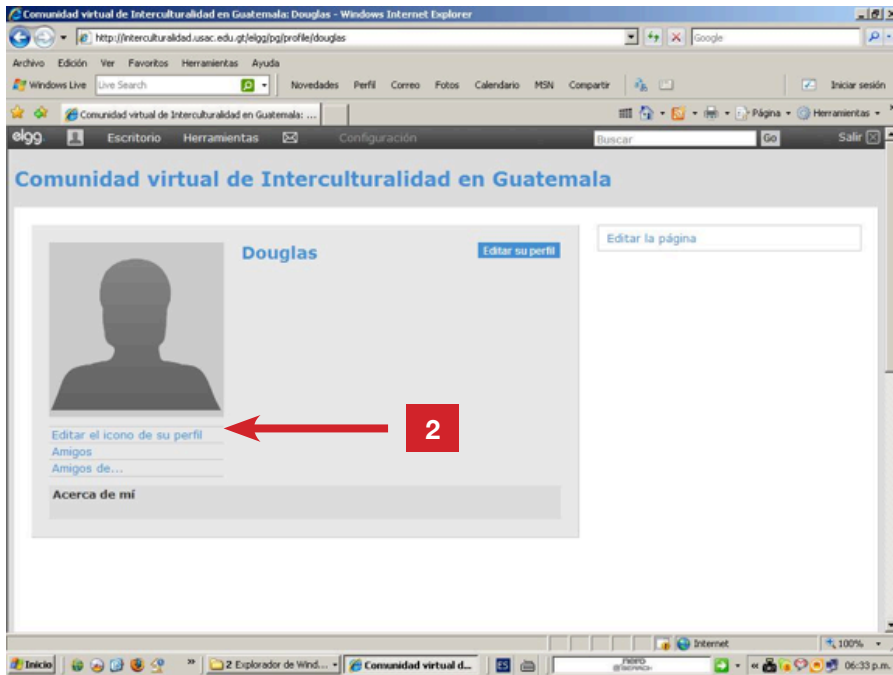 Comunidad virtual de Interculturalidad en Guatemala: Douglas - Windows Internet Explorer
http://interculturalidad.usac.edu.gt/elgg/pg/profile/douglas
Google
Archivo Edición Ver Favoritos Herramientas Ayuda
Windows Live Live Search Novedades Perfil Correo Fotos Calendario MSN Compartir Iniciar sesión
Comunidad virtual de Interculturalidad en Guatemala: ... Página Herramientas
elgg Escritorio Herramientas Configuración Buscar Go Salir
Comunidad virtual de Interculturalidad en Guatemala
Douglas
Editar su perfil
Editar la página
Editar el icono de su perfil
2
Amigos
Amigos de...
Acerca de mí
Internet 100%
Inicio » 2 Explorador de Wind... Comunidad virtual d... ES nero SEARCH « 06:33 p.m.